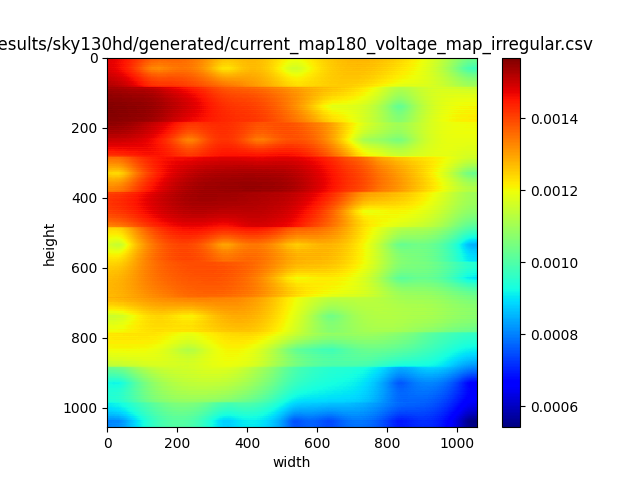 esults/sky130hd/generated/current_map180_voltage_map_irregular.csv
0
200
400
600
800
1000
height
0 200 400 600 800 1000
width
0.0014
0.0012
0.0010
0.0008
0.0006